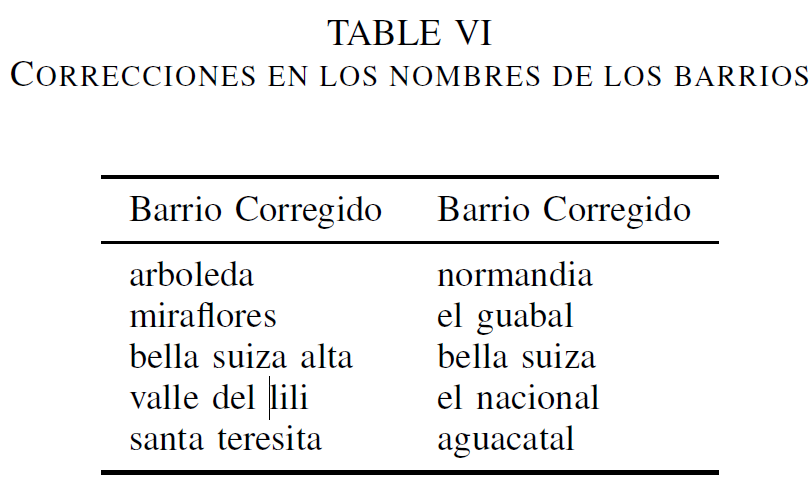 TABLE VI
CORRECCIONES EN LOS NOMBRES DE LOS BARRIOS
Barrio Corregido Barrio Corregido
arboleda normandia
miraflores el guabal
bella suiza alta bella suiza
valle del lili el nacional
santa teresita aguacatal